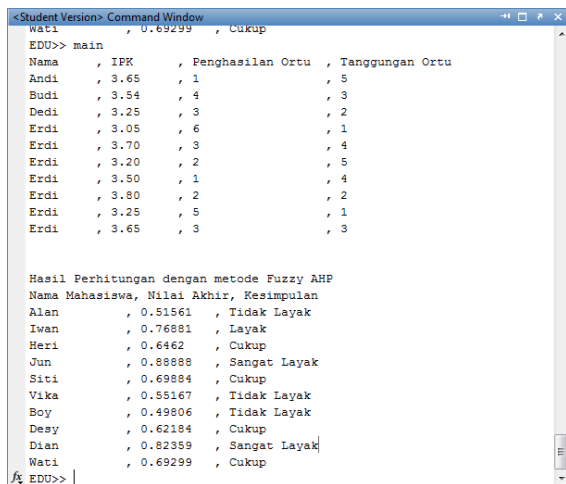 <Student Version> Command Window
Wati , 0.69299 , Cukup
EDU>> main
Nama , IPK , Penghasilan Ortu , Tanggungan Ortu
Andi , 3.65 , 1 , 5
Budi , 3.54 , 4 , 3
Dedi , 3.25 , 3 , 2
Erdi , 3.05 , 6 , 1
Erdi , 3.70 , 3 , 4
Erdi , 3.20 , 2 , 5
Erdi , 3.50 , 1 , 4
Erdi , 3.80 , 2 , 2
Erdi , 3.25 , 5 , 1
Erdi , 3.65 , 3 , 3
Hasil Perhitungan dengan metode Fuzzy AHP
Nama Mahasiswa, Nilai Akhir, Kesimpulan
Alan , 0.51561 , Tidak Layak
Iwan , 0.76881 , Layak
Heri , 0.6462 , Cukup
Jun , 0.88888 , Sangat Layak
Siti , 0.69884 , Cukup
Vika , 0.55167 , Tidak Layak
Boy , 0.49806 , Tidak Layak
Desy , 0.62184 , Cukup
Dian , 0.82359 , Sangat Layak
Wati , 0.69299 , Cukup
fx EDU>>